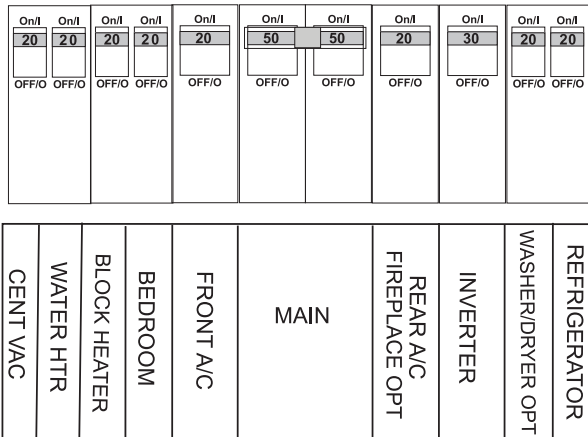 On/I On/I On/I On/I On/I On/I On/I On/I On/I On/I On/I
20 20 20 20 20 50 50 20 30 20 20
OFF/O OFF/O OFF/O OFF/O OFF/O OFF/O OFF/O OFF/O OFF/O OFF/O OFF/O
CENT VAC
WATER HTR
BLOCK HEATER
BEDROOM
FRONT A/C
MAIN
REAR A/C
FIREPLACE OPT
INVERTER
WASHER/DRYER OPT
REFRIGERATOR